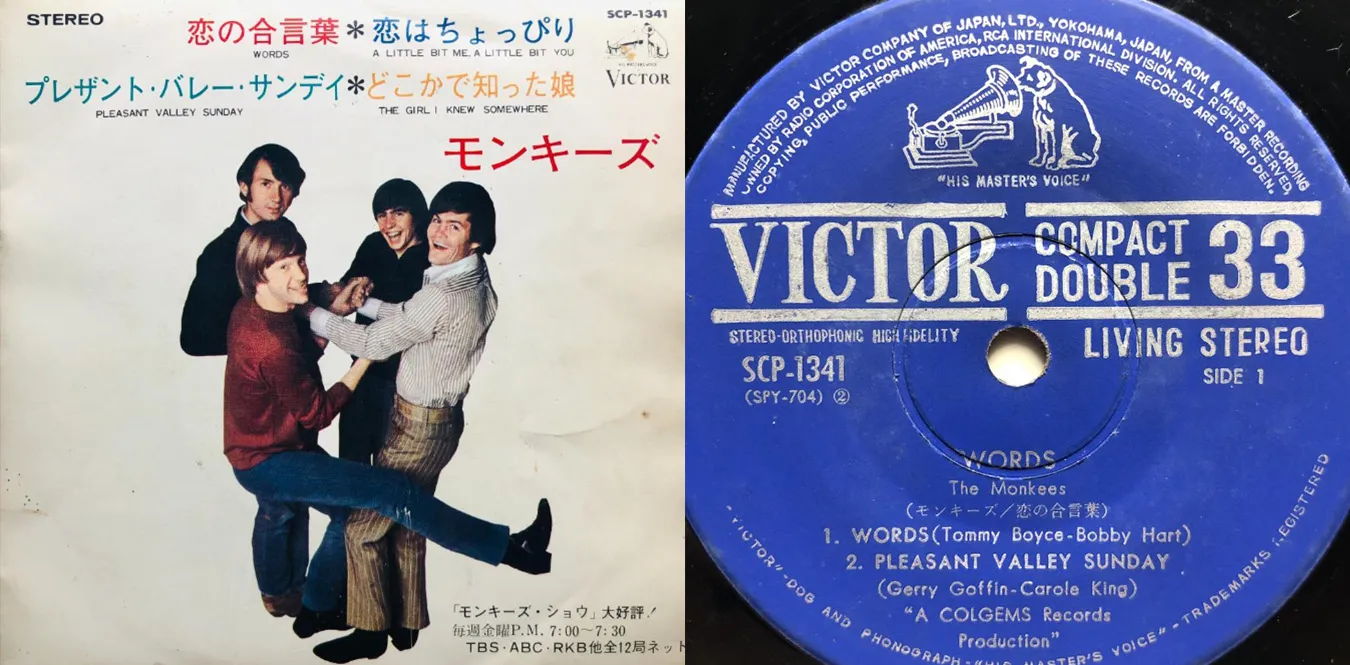 STEREO
恋の合言葉*恋はちょっぴり
WORDS
A LITTLE BIT ME, A LITTLE BIT YOU
SCP-1341
"HIS MASTER'S VOICE"
VICTOR
プレザント・バレー・サンデイ*どこかで知った娘
PLEASANT VALLEY SUNDAY
THE GIRL I KNEW SOMEWHERE
モンキーズ
「モンキーズ・ショウ」大好評!
毎週金曜P.M. 7:00〜7:30
TBS・ABC・RKB他全12局ネット
MANUFACTURED BY VICTOR COMPANY OF JAPAN, LTD., YOKOHAMA, JAPAN, FROM A MASTER RECORDING
OWNED BY RADIO CORPORATION OF AMERICA, RCA INTERNATIONAL DIVISION. ALL RIGHTS RESERVED,
COPYING, PUBLIC PERFORMANCE, BROADCASTING OF THESE RECORDS ARE FORBIDDEN.
"HIS MASTER'S VOICE"
VICTOR
COMPACT
DOUBLE 33
STEREO-ORTHOPHONIC HIGH FIDELITY
LIVING STEREO
SCP-1341
SIDE 1
(SPY-704) ②
WORDS
The Monkees
(モンキーズ/恋の合言葉)
1. WORDS(Tommy Boyce-Bobby Hart)
2. PLEASANT VALLEY SUNDAY
(Gerry Goffin-Carole King)
"A COLGEMS Records
Production"
"VICTOR"-DOG AND PHONOGRAPH-"HIS MASTER'S VOICE"-TRADEMARKS REGISTERED